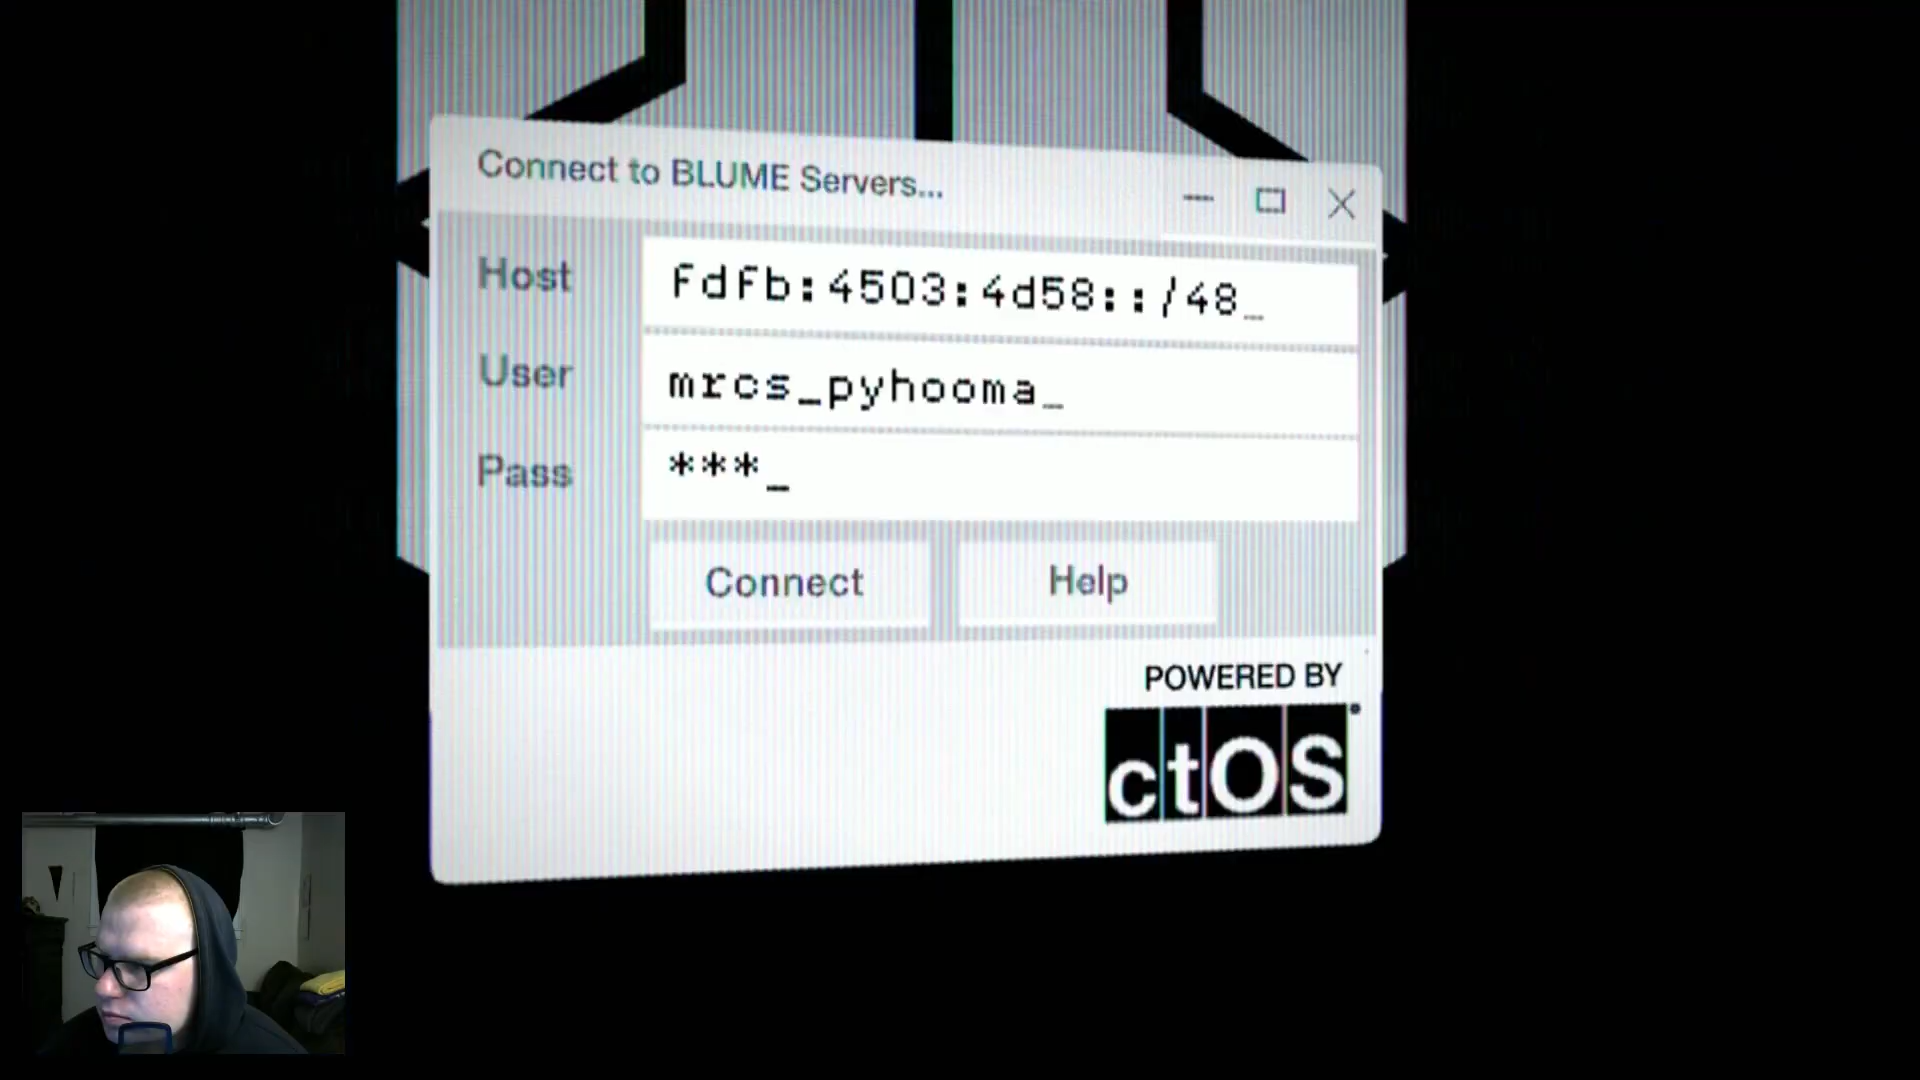 Connect to BLUME Servers...
Host fdfb:4503:4d58::/48_
User mrcs_pyhooma_
Pass ***_
Connect Help
POWERED BY
ctOS